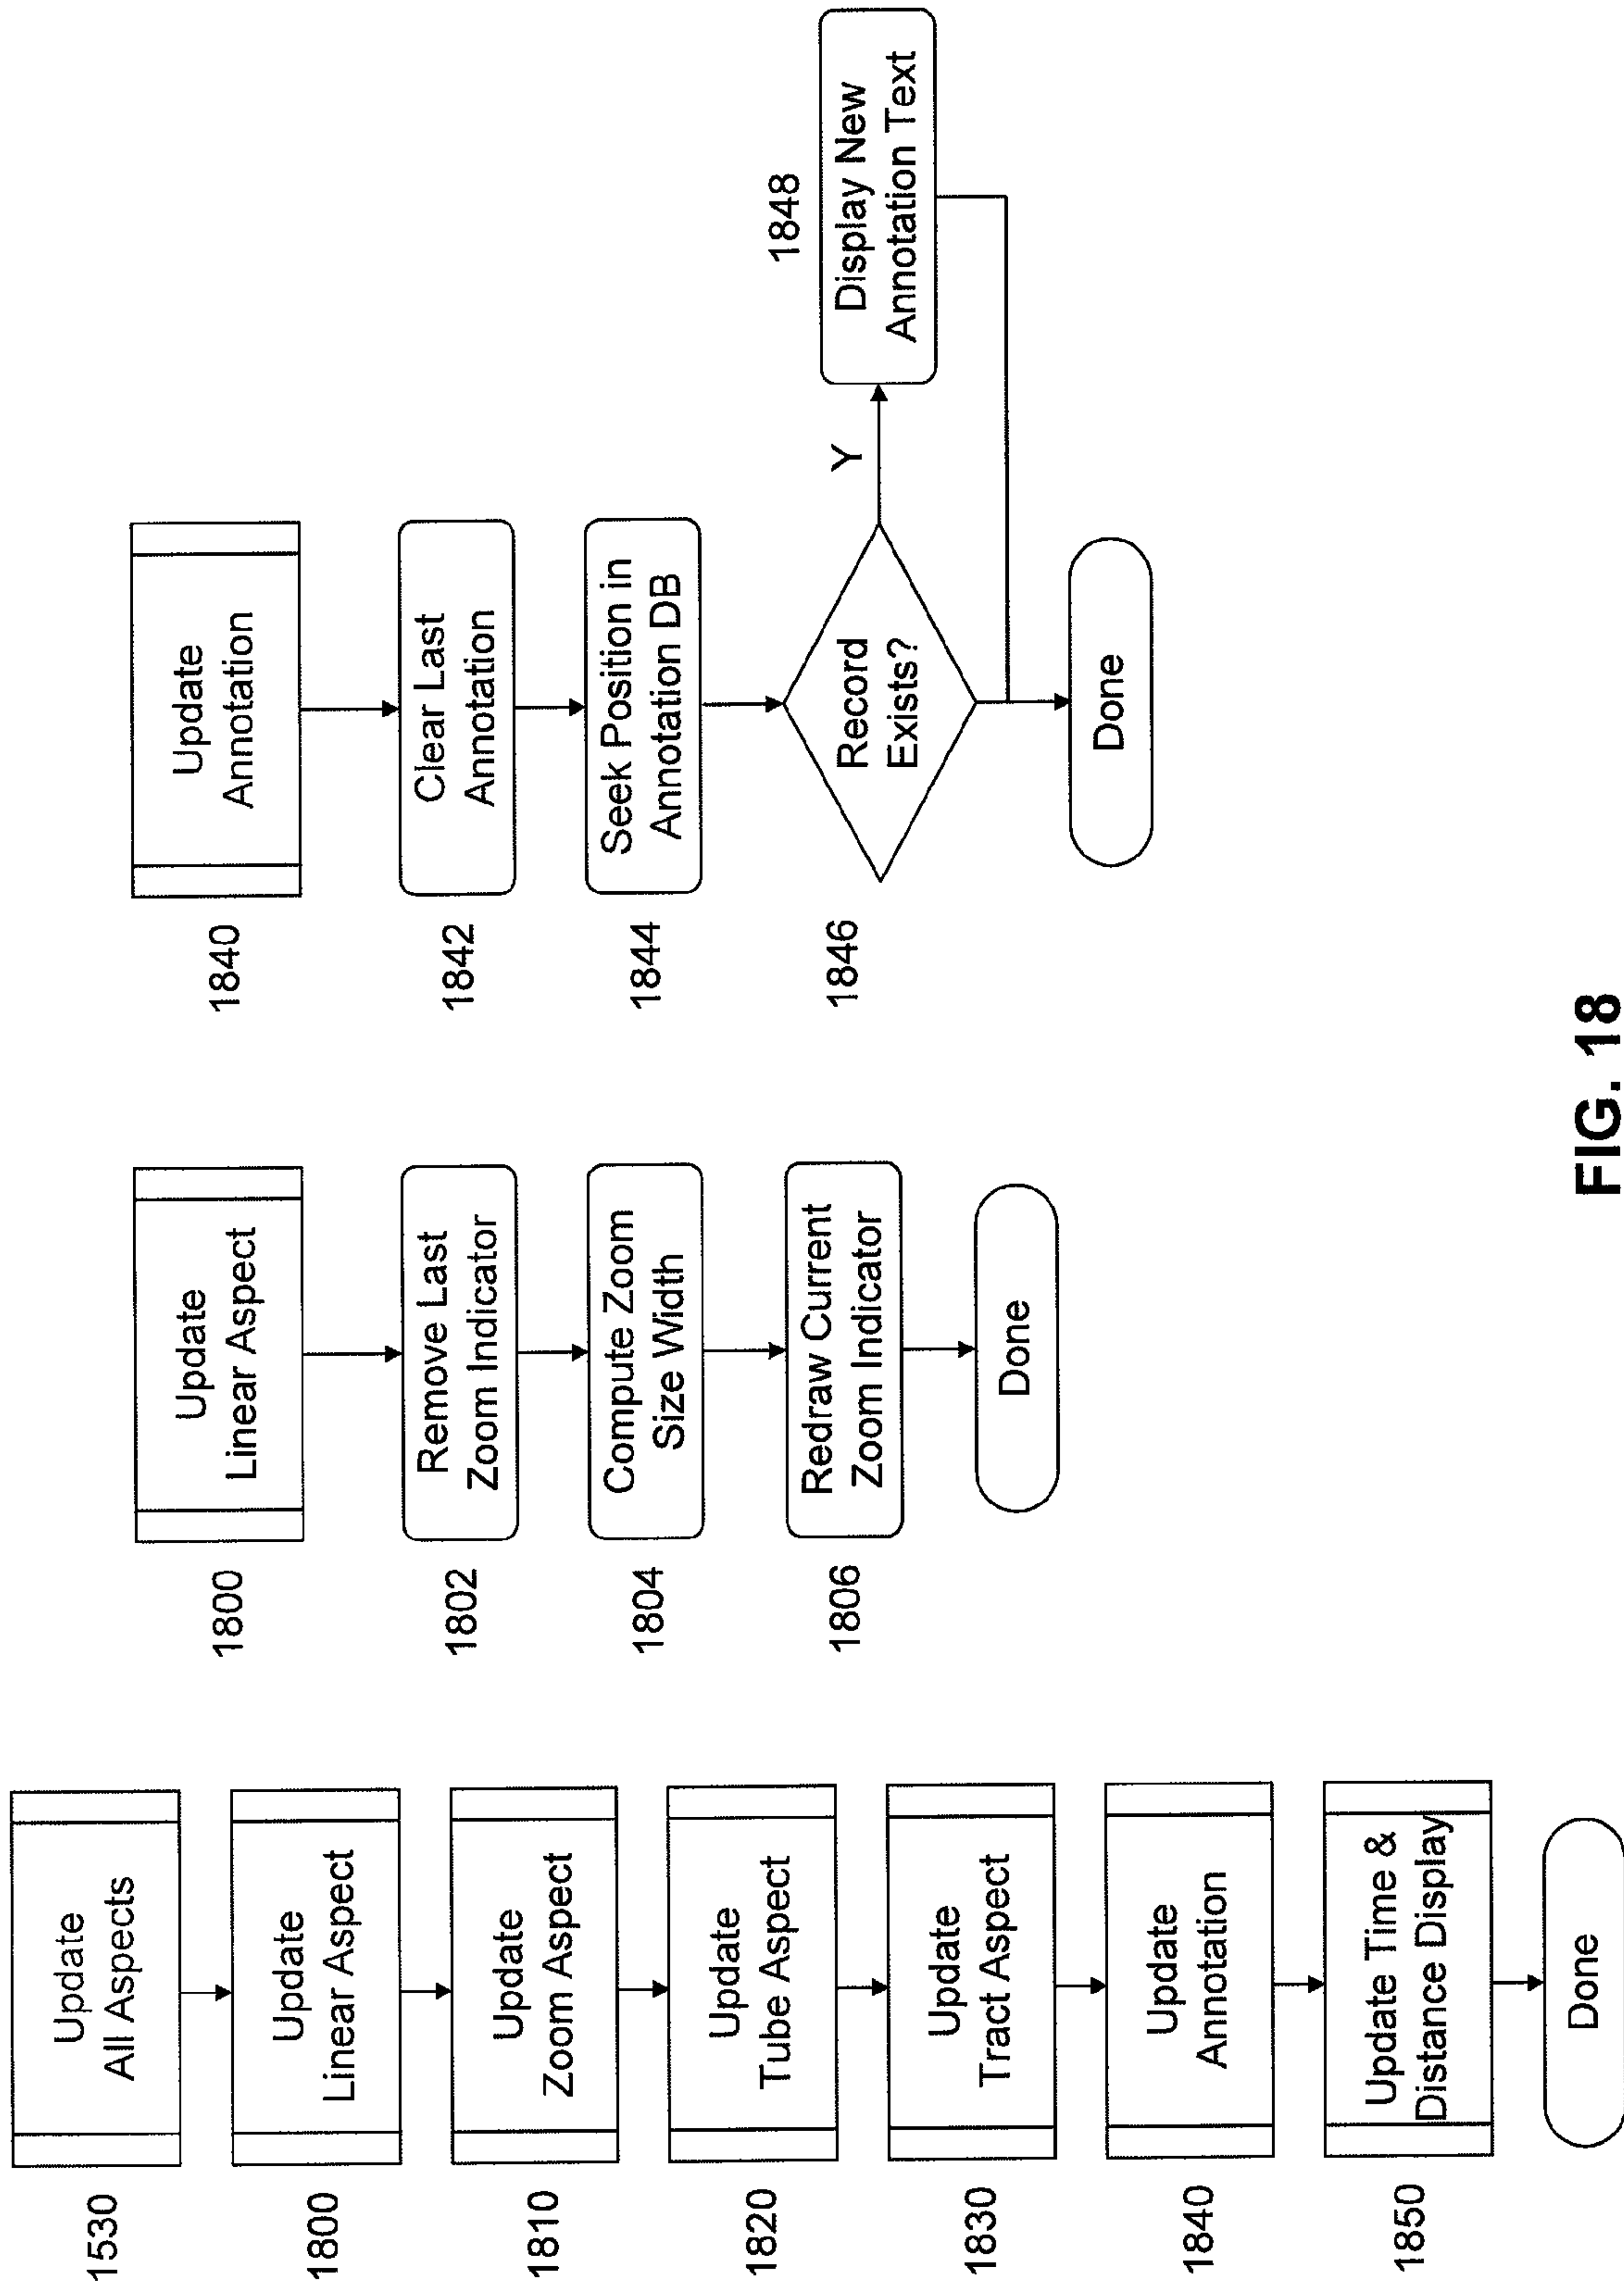 1530
Update
All Aspects
1800
Update
Linear Aspect
1810
Update
Zoom Aspect
1820
Update
Tube Aspect
1830
Update
Tract Aspect
1840
Update
Annotation
1850
Update Time &
Distance Display
Done
1800
Update
Linear Aspect
1802
Remove Last
Zoom Indicator
1804
Compute Zoom
Size Width
1806
Redraw Current
Zoom Indicator
Done
1840
Update
Annotation
1842
Clear Last
Annotation
1844
Seek Position in
Annotation DB
1846
Record
Exists?
Y
1848
Display New
Annotation Text
Done
FIG. 18